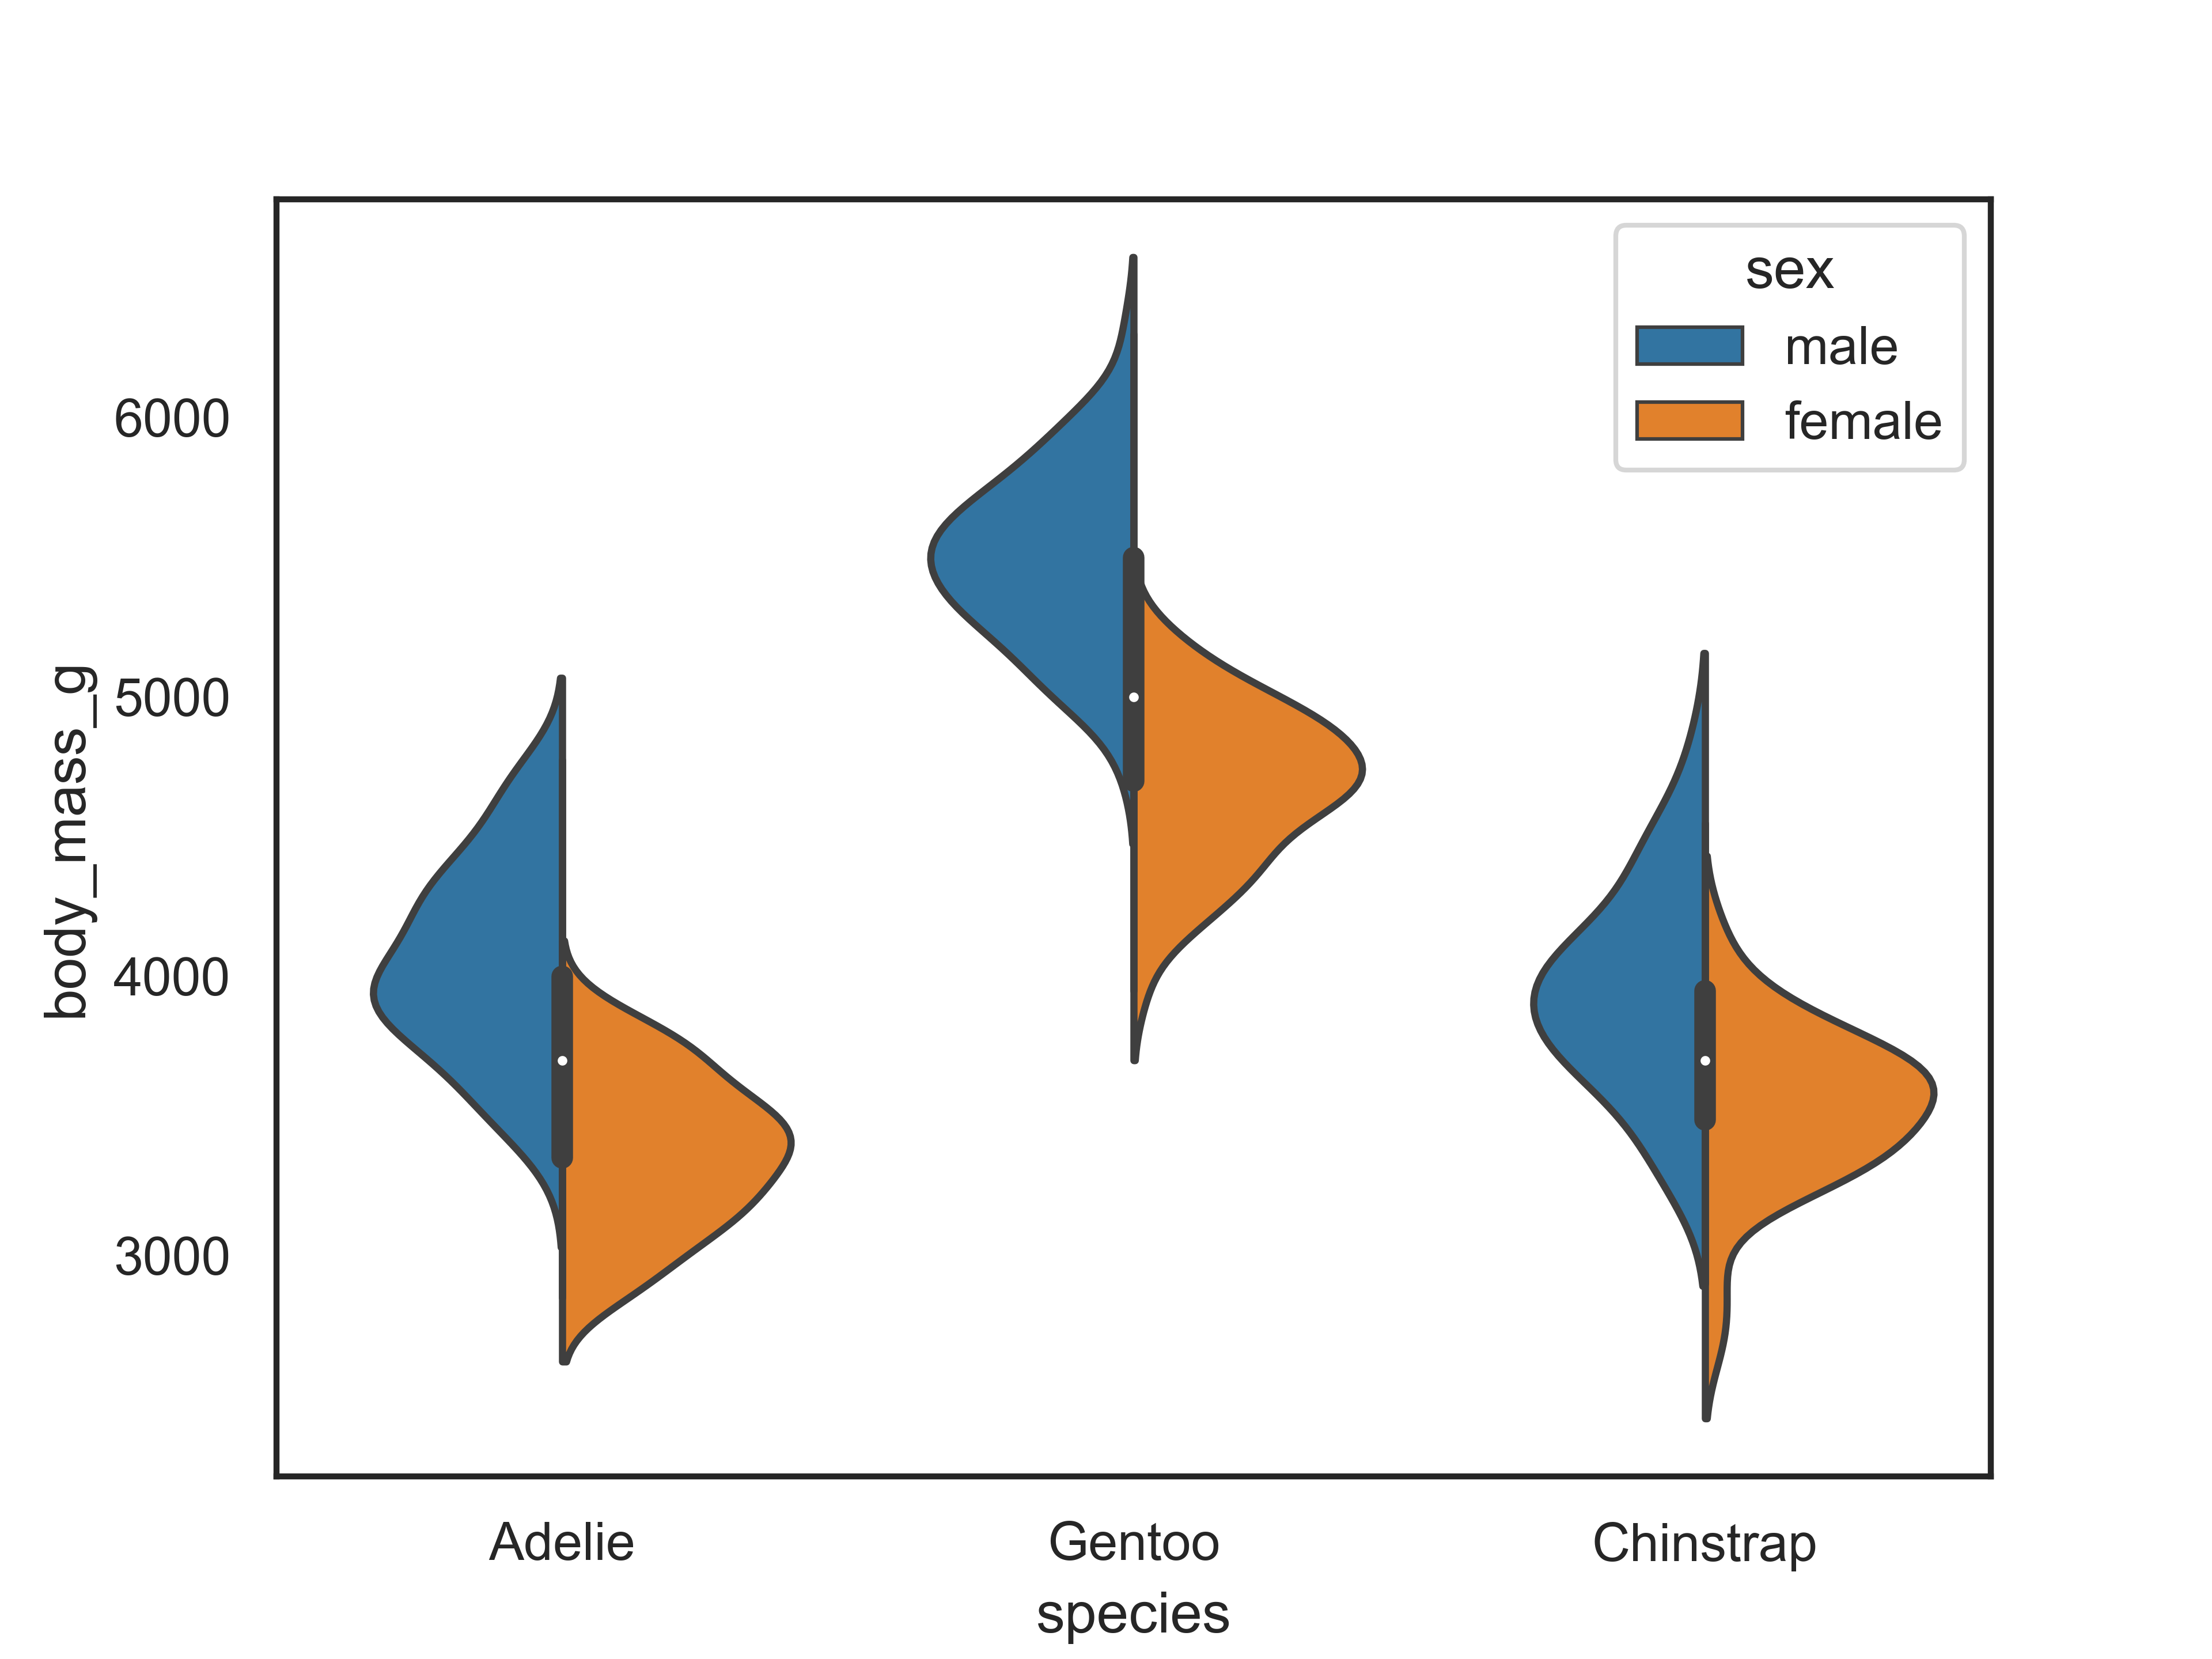 sex
male
female
6000
5000
4000
3000
body_mass_g
Adelie
Gentoo
Chinstrap
species